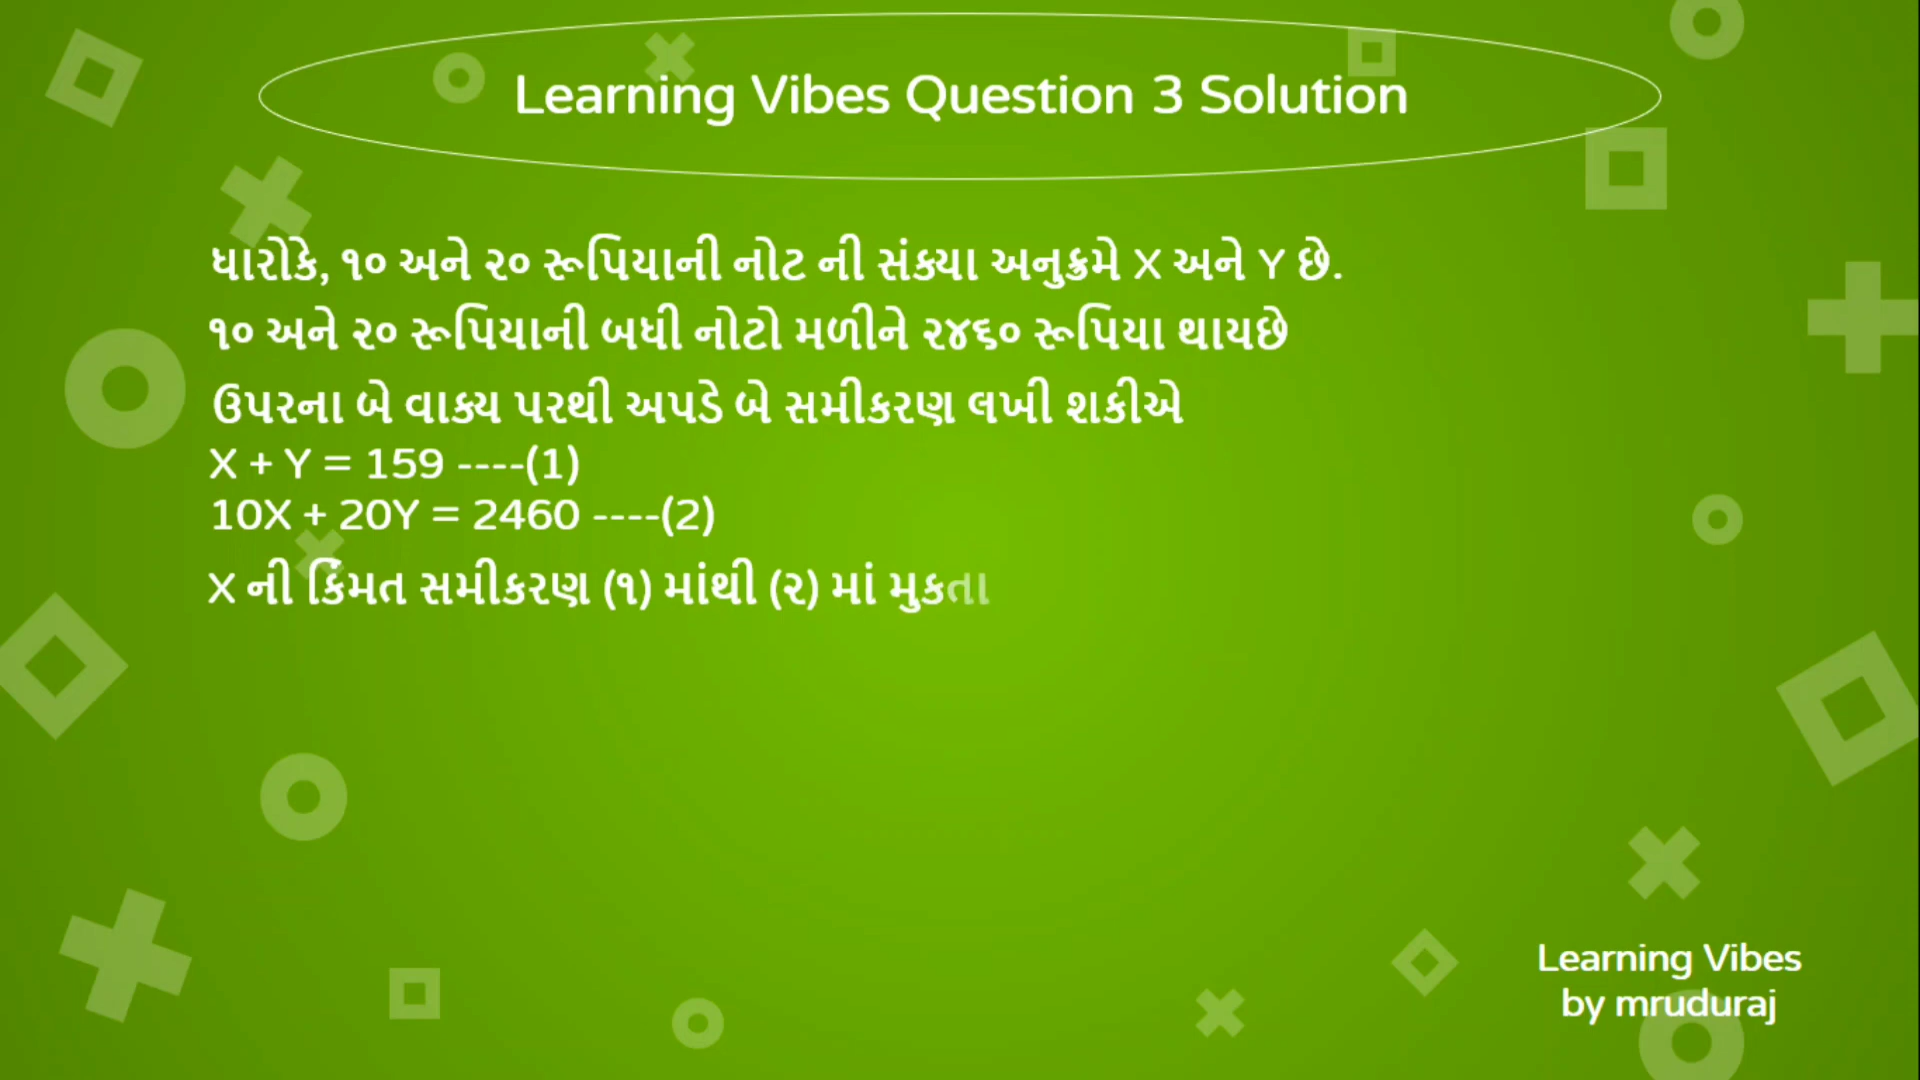 Learning Vibes Question 3 Solution
ધારોકે, ૧૦ અને ૨૦ રૂપિયાની નોટ ની સંક્યા અનુક્રમે X અને Y છે.
૧૦ અને ૨૦ રૂપિયાની બધી નોટો મળીને ૨૪૬૦ રૂપિયા થાયછે
ઉપરના બે વાક્ય પરથી અપડે બે સમીકરણ લખી શકીએ
X + Y = 159 ----(1)
10X + 20Y = 2460 ----(2)
X ની કિંમત સમીકરણ (૧) માંથી (૨) માં મુકતા
Learning Vibes
by mruduraj